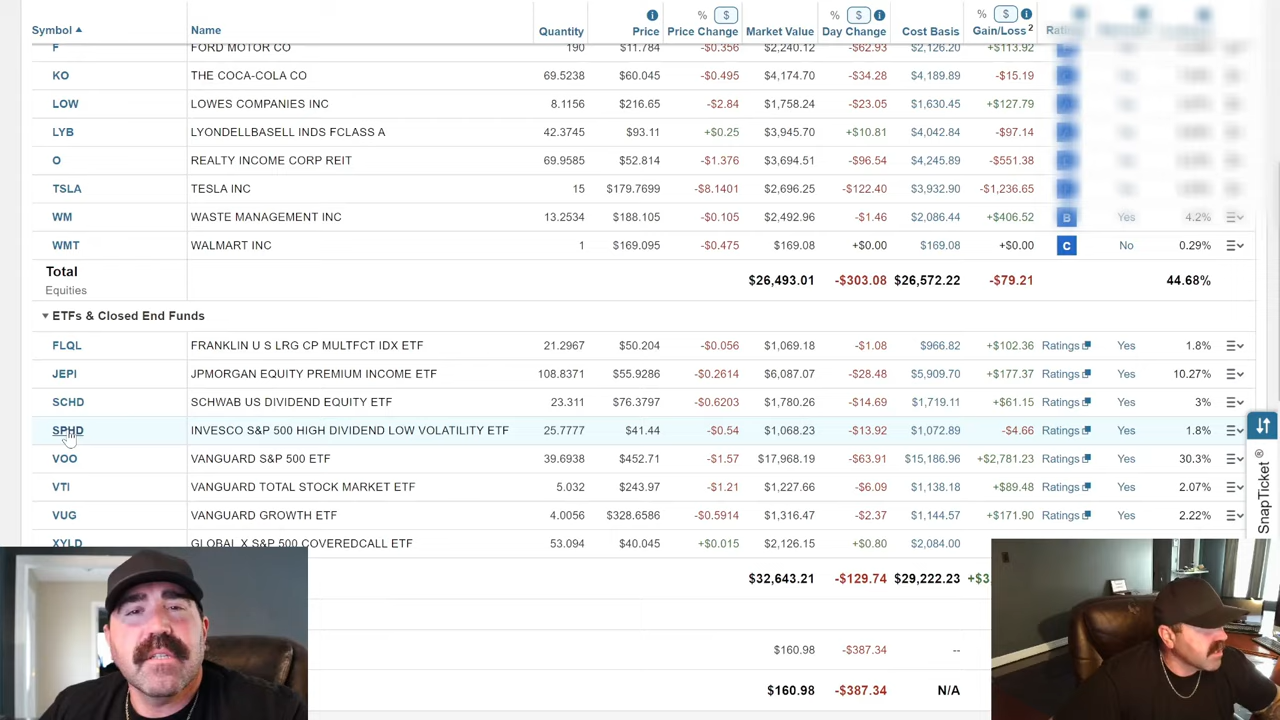 % $ % $ % $
Symbol Name Quantity Price Price Change Market Value Day Change Cost Basis Gain/Loss 2
F FORD MOTOR CO 190 $11.784 -$0.356 $2,240.12 -$62.93 $2,126.20 +$113.92
KO THE COCA-COLA CO 69.5238 $60.045 -$0.495 $4,174.70 -$34.28 $4,189.89 -$15.19
LOW LOWES COMPANIES INC 8.1156 $216.65 -$2.84 $1,758.24 -$23.05 $1,630.45 +$127.79
LYB LYONDELLBASELL INDS FCLASS A 42.3745 $93.11 +$0.25 $3,945.70 +$10.81 $4,042.84 -$97.14
O REALTY INCOME CORP REIT 69.9585 $52.814 -$1.376 $3,694.51 -$96.54 $4,245.89 -$551.38
TSLA TESLA INC 15 $179.7699 -$8.1401 $2,696.25 -$122.40 $3,932.90 -$1,236.65
WM WASTE MANAGEMENT INC 13.2534 $188.105 -$0.105 $2,492.96 -$1.46 $2,086.44 +$406.52 B Yes 4.2%
WMT WALMART INC 1 $169.095 -$0.475 $169.08 +$0.00 $169.08 +$0.00 C No 0.29%
Total $26,493.01 -$303.08 $26,572.22 -$79.21 44.68%
Equities
ETFs & Closed End Funds
FLQL FRANKLIN U S LRG CP MULTFCT IDX ETF 21.2967 $50.204 -$0.056 $1,069.18 -$1.08 $966.82 +$102.36 Ratings Yes 1.8%
JEPI JPMORGAN EQUITY PREMIUM INCOME ETF 108.8371 $55.9286 -$0.2614 $6,087.07 -$28.48 $5,909.70 +$177.37 Ratings Yes 10.27%
SCHD SCHWAB US DIVIDEND EQUITY ETF 23.311 $76.3797 -$0.6203 $1,780.26 -$14.69 $1,719.11 +$61.15 Ratings Yes 3%
SPHD INVESCO S&P 500 HIGH DIVIDEND LOW VOLATILITY ETF 25.7777 $41.44 -$0.54 $1,068.23 -$13.92 $1,072.89 -$4.66 Ratings Yes 1.8%
VOO VANGUARD S&P 500 ETF 39.6938 $452.71 -$1.57 $17,968.19 -$63.91 $15,186.96 +$2,781.23 Ratings Yes 30.3%
VTI VANGUARD TOTAL STOCK MARKET ETF 5.032 $243.97 -$1.21 $1,227.66 -$6.09 $1,138.18 +$89.48 Ratings Yes 2.07%
VUG VANGUARD GROWTH ETF 4.0056 $328.6586 -$0.5914 $1,316.47 -$2.37 $1,144.57 +$171.90 Ratings Yes 2.22%
XYLD GLOBAL X S&P 500 COVEREDCALL ETF 53.094 $40.045 +$0.015 $2,126.15 +$0.80 $2,084.00
$32,643.21 -$129.74 $29,222.23 +$3
$160.98 -$387.34 --
$160.98 -$387.34 N/A
SnapTicket ®